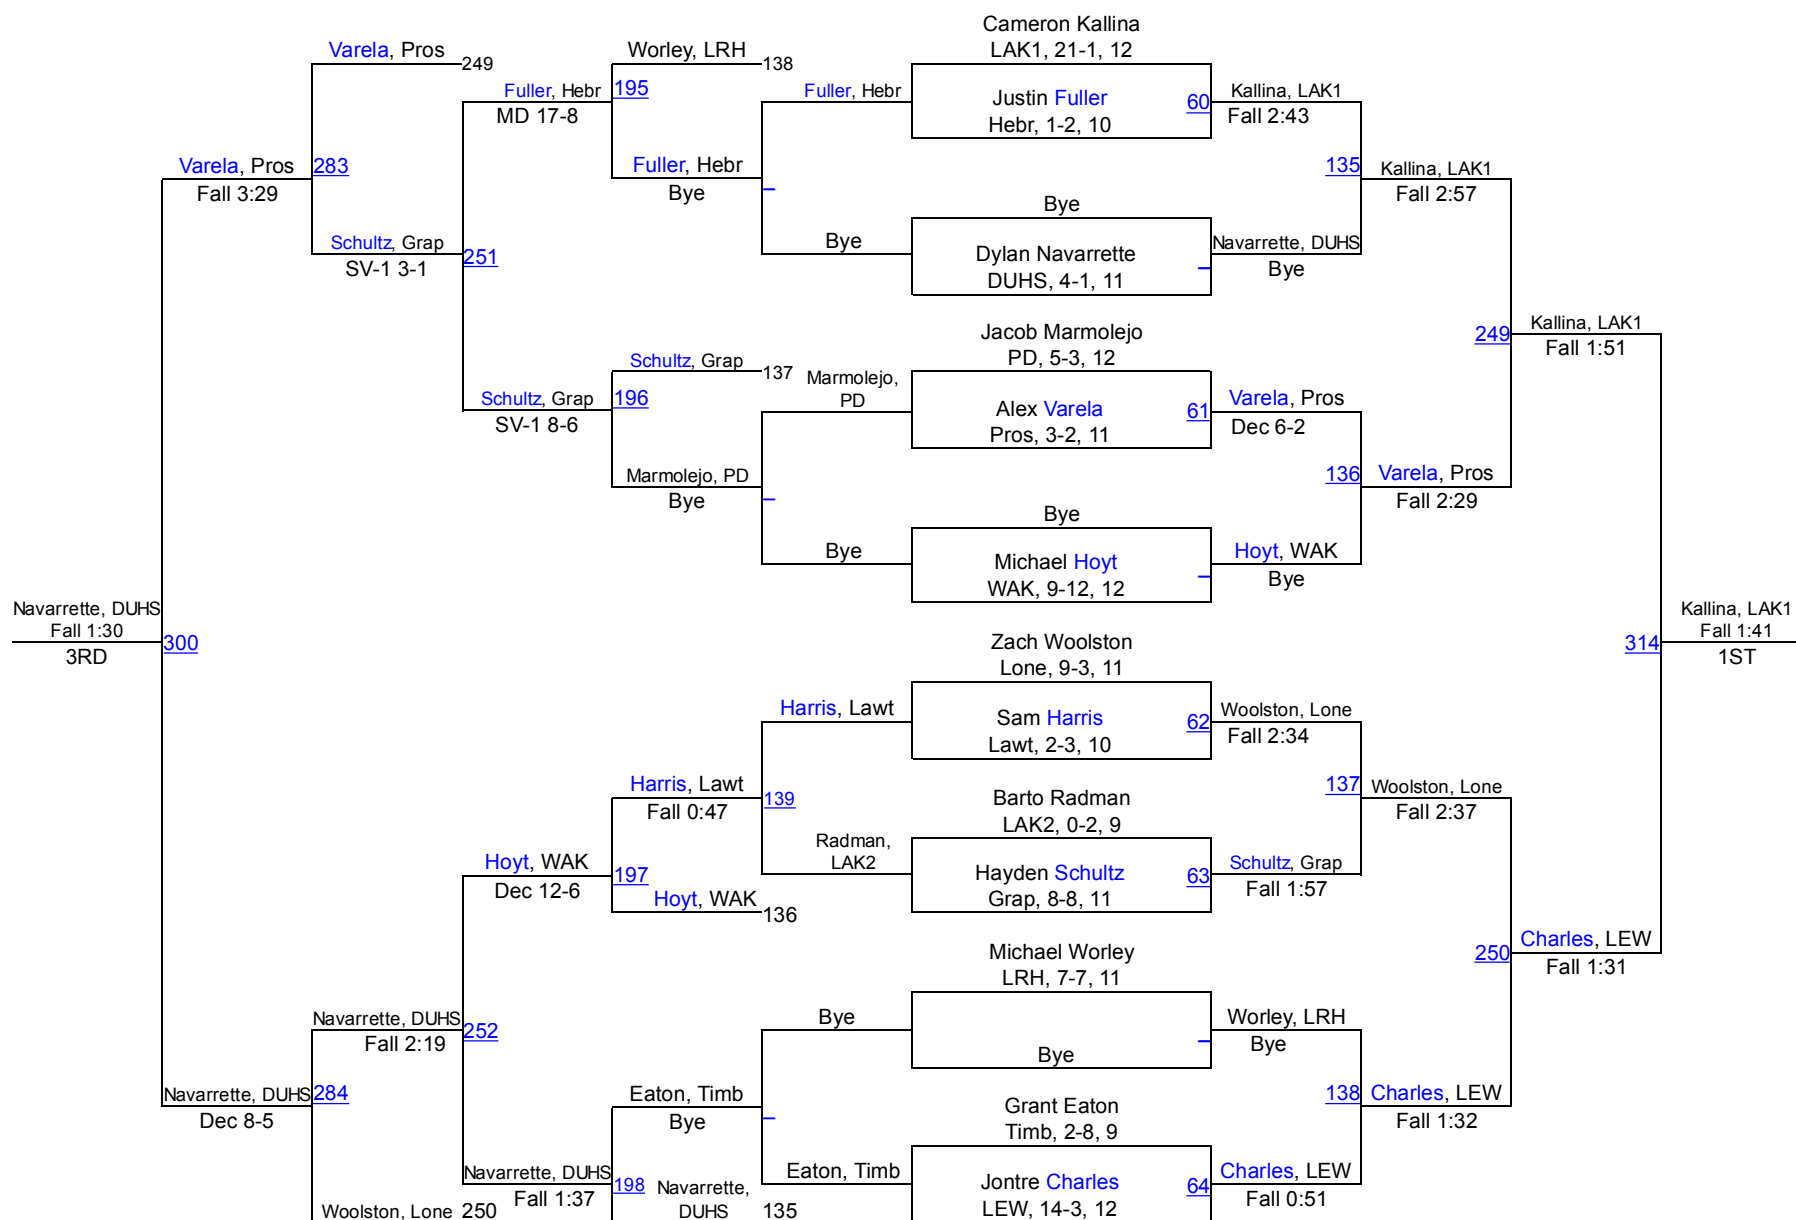 Cameron Kallina
LAK1, 21-1, 12
Varela, Pros
249
Worley, LRH
138
Fuller, Hebr
195
MD 17-8
Fuller, Hebr
Justin Fuller
Hebr, 1-2, 10
60
Kallina, LAK1
Fall 2:43
Varela, Pros
283
Fall 3:29
Fuller, Hebr
Bye
135
Kallina, LAK1
Fall 2:57
Schultz, Grap
SV-1 3-1
251
Bye
Bye
Dylan Navarrette
DUHS, 4-1, 11
Navarrette, DUHS
Bye
Jacob Marmolejo
PD, 5-3, 12
249
Kallina, LAK1
Fall 1:51
Schultz, Grap
137
Schultz, Grap
196
SV-1 8-6
Marmolejo,
PD
Alex Varela
Pros, 3-2, 11
61
Varela, Pros
Dec 6-2
Marmolejo, PD
Bye
136
Varela, Pros
Fall 2:29
Bye
Bye
Michael Hoyt
WAK, 9-12, 12
Hoyt, WAK
Bye
Navarrette, DUHS
Fall 1:30
3RD
300
Kallina, LAK1
Fall 1:41
1ST
314
Zach Woolston
Lone, 9-3, 11
Harris, Lawt
Sam Harris
Lawt, 2-3, 10
62
Woolston, Lone
Fall 2:34
Harris, Lawt
Fall 0:47
139
Barto Radman
LAK2, 0-2, 9
137
Woolston, Lone
Fall 2:37
Hoyt, WAK
Dec 12-6
197
Hoyt, WAK
136
Radman,
LAK2
Hayden Schultz
Grap, 8-8, 11
63
Schultz, Grap
Fall 1:57
Michael Worley
LRH, 7-7, 11
250
Charles, LEW
Fall 1:31
Navarrette, DUHS
Fall 2:19
252
Bye
Bye
Worley, LRH
Bye
Navarrette, DUHS
Dec 8-5
284
Eaton, Timb
Bye
Grant Eaton
Timb, 2-8, 9
138
Charles, LEW
Fall 1:32
Navarrette, DUHS
Fall 1:37
198
Eaton, Timb
Jontre Charles
LEW, 14-3, 12
64
Charles, LEW
Fall 0:51
Woolston, Lone
250
Navarrette,
DUHS
135